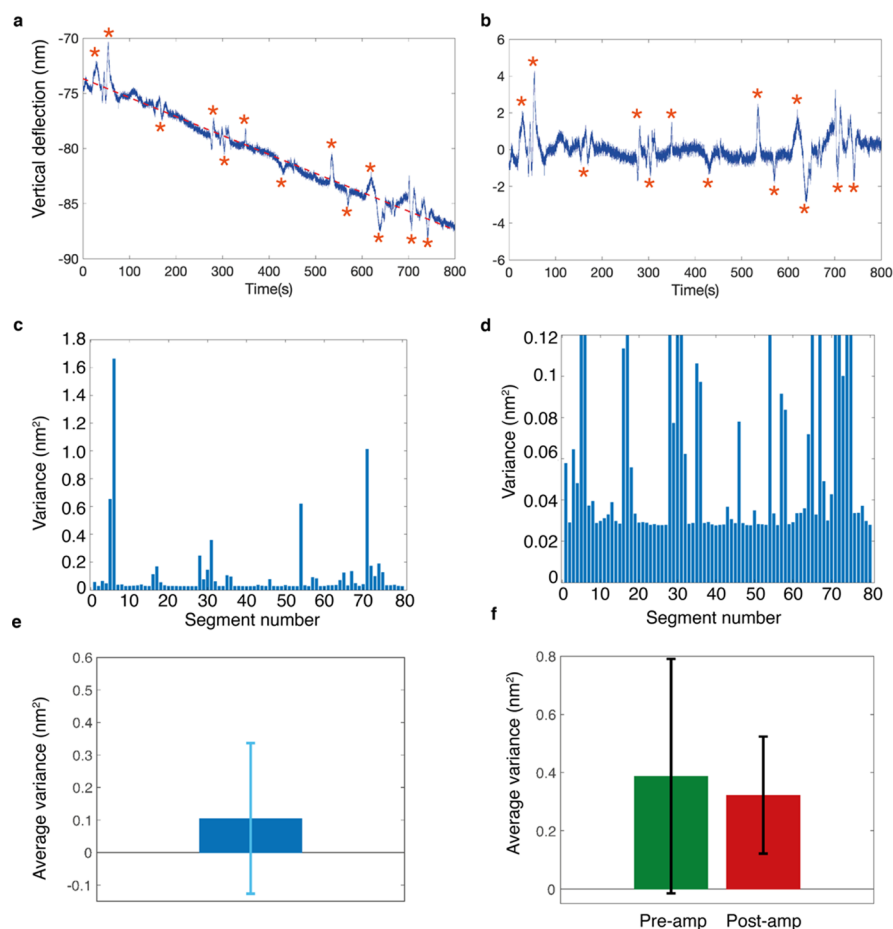 a
Vertical deflection (nm)
-70
-75
-80
-85
-90
0 100 200 300 400 500 600 700 800
Time(s)
b
6
4
2
0
-2
-4
-6
0 100 200 300 400 500 600 700 800
Time(s)
c
Variance (nm²)
1.8
1.6
1.4
1.2
1.0
0.8
0.6
0.4
0.2
0
0 10 20 30 40 50 60 70 80
Segment number
d
Variance (nm²)
0.12
0.1
0.08
0.06
0.04
0.02
0
0 10 20 30 40 50 60 70 80
Segment number
e
Average variance (nm²)
0.6
0.5
0.4
0.3
0.2
0.1
0
-0.1
f
Average variance (nm²)
0.8
0.6
0.4
0.2
0
Pre-amp Post-amp